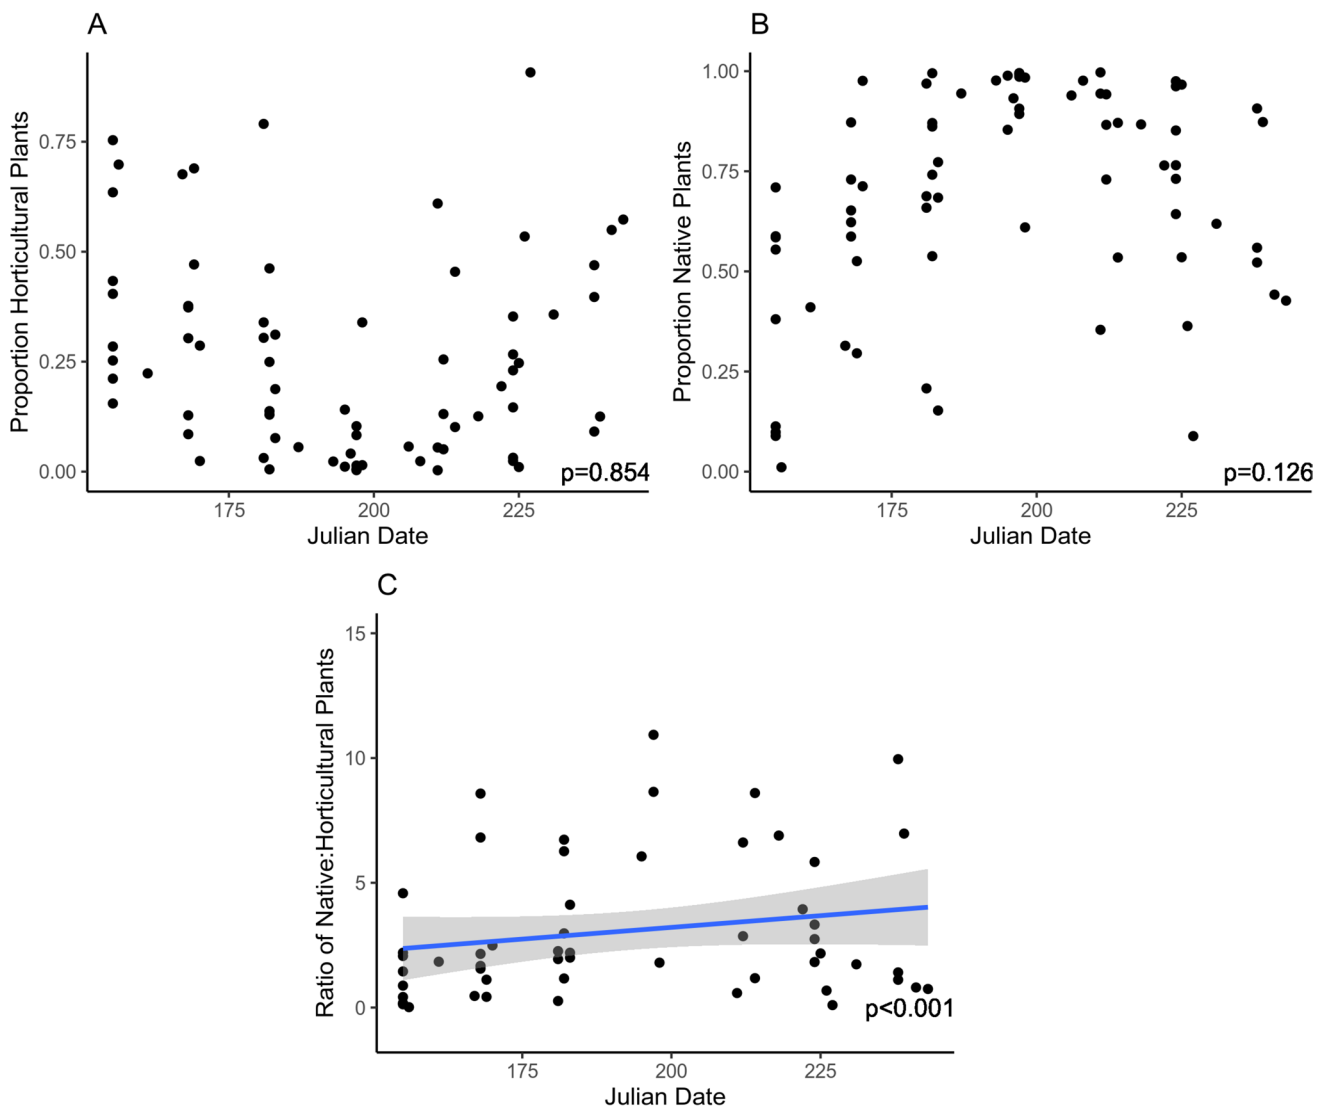 A
Proportion Horticultural Plants
0.75
0.50
0.25
0.00
p=0.854
175 200 225
Julian Date
B
Proportion Native Plants
1.00
0.75
0.50
0.25
0.00
p=0.126
175 200 225
Julian Date
C
Ratio of Native:Horticultural Plants
15
10
5
0
p<0.001
175 200 225
Julian Date